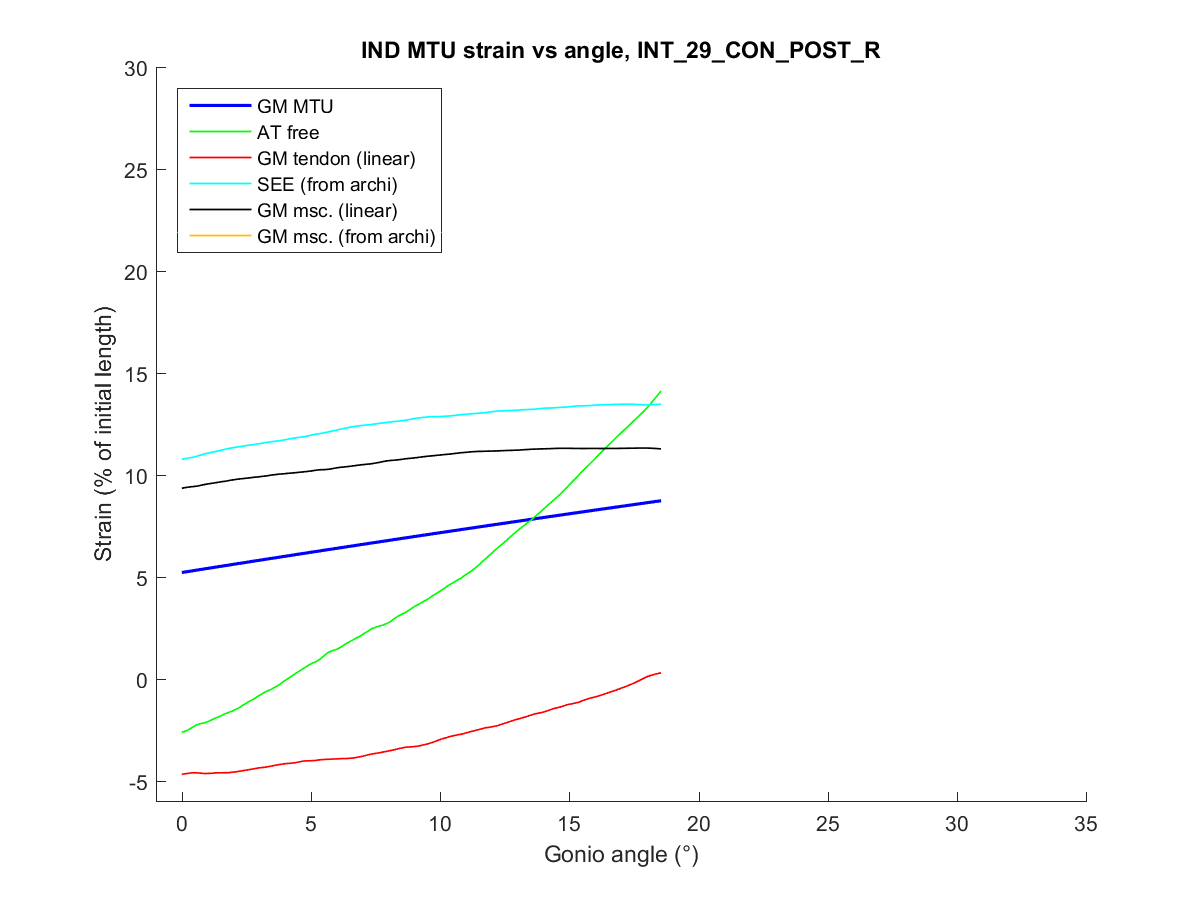 IND MTU strain vs angle, INT_29_CON_POST_R
30
25
20
15
10
5
0
-5
Strain (% of initial length)
GM MTU
AT free
GM tendon (linear)
SEE (from archi)
GM msc. (linear)
GM msc. (from archi)
0 5 10 15 20 25 30 35
Gonio angle (°)